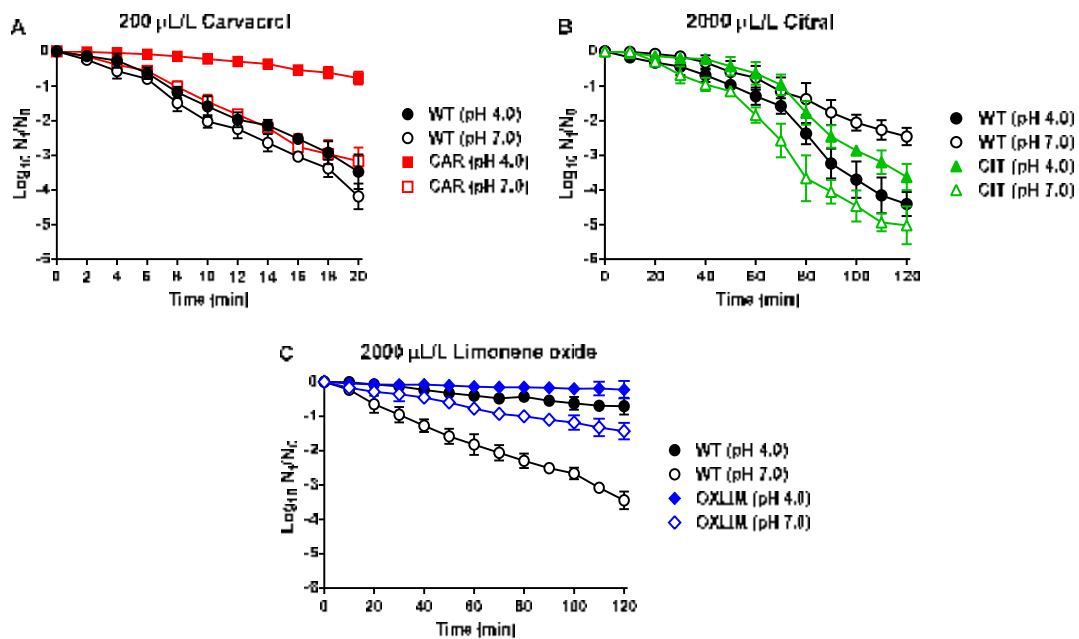 A
200 µL/L Carvacrol
0
-1
-2
-3
-4
-5
-6
Log10 Nt/N0
0 2 4 6 8 10 12 14 16 18 20
Time (min)
WT (pH 4.0)
WT (pH 7.0)
CAR (pH 4.0)
CAR (pH 7.0)
B
2000 µL/L Citral
0
-1
-2
-3
-4
-5
-6
Log10 Nt/N0
0 20 40 60 80 100 120
Time (min)
WT (pH 4.0)
WT (pH 7.0)
CIT (pH 4.0)
CIT (pH 7.0)
C
2000 µL/L Limonene oxide
0
-1
-2
-3
-4
-5
-6
Log10 Nt/N0
0 20 40 60 80 100 120
Time (min)
WT (pH 4.0)
WT (pH 7.0)
OXLIM (pH 4.0)
OXLIM (pH 7.0)